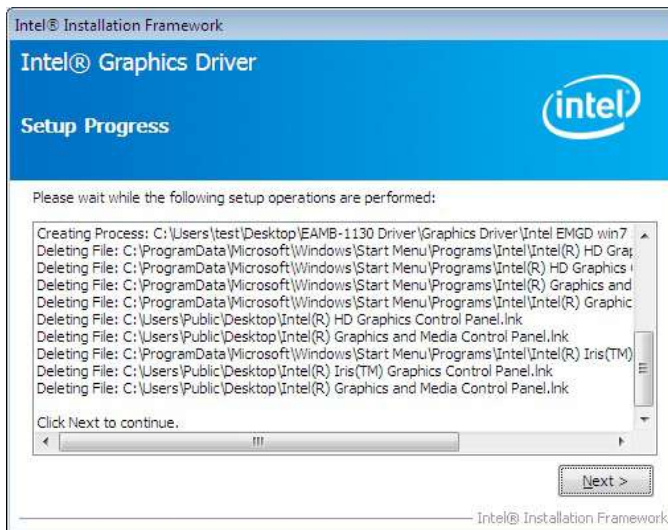 Intel® Installation Framework
Intel® Graphics Driver
intel
Setup Progress
Please wait while the following setup operations are performed:
Creating Process: C:\Users\test\Desktop\EAMB-1130 Driver\Graphics Driver\Intel EMGD win7
Deleting File: C:\ProgramData\Microsoft\Windows\Start Menu\Programs\Intel\Intel(R) HD Grap
Deleting File: C:\ProgramData\Microsoft\Windows\Start Menu\Programs\Intel(R) HD Graphics
Deleting File: C:\ProgramData\Microsoft\Windows\Start Menu\Programs\Intel(R) Graphics and
Deleting File: C:\ProgramData\Microsoft\Windows\Start Menu\Programs\Intel\Intel(R) Graphic
Deleting File: C:\Users\Public\Desktop\Intel(R) HD Graphics Control Panel.lnk
Deleting File: C:\Users\Public\Desktop\Intel(R) Graphics and Media Control Panel.lnk
Deleting File: C:\ProgramData\Microsoft\Windows\Start Menu\Programs\Intel\Intel(R) Iris(TM)
Deleting File: C:\Users\Public\Desktop\Intel(R) Iris(TM) Graphics Control Panel.lnk
Deleting File: C:\Users\Public\Desktop\Intel(R) Graphics and Media Control Panel.lnk
Click Next to continue.
Next >
Intel® Installation Framework